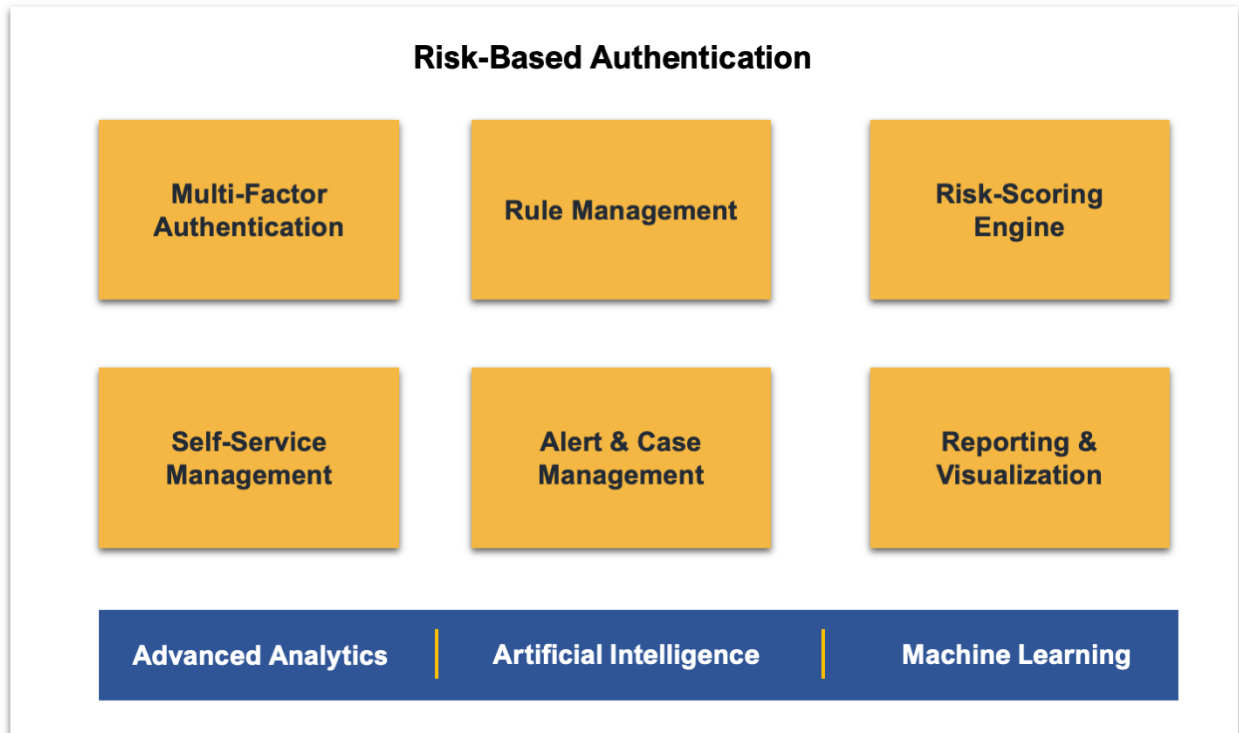 Risk-Based Authentication
Multi-Factor
Authentication
Rule Management
Risk-Scoring
Engine
Self-Service
Management
Alert & Case
Management
Reporting &
Visualization
Advanced Analytics
Artificial Intelligence
Machine Learning